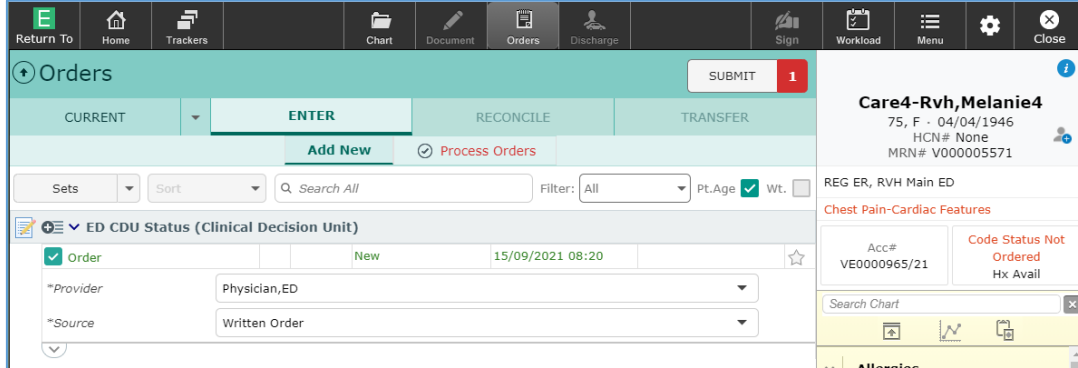 E
Return To
Home
Trackers
Chart
Document
Orders
Discharge
Sign
Workload
Menu
Close
Orders
SUBMIT 1
CURRENT ENTER RECONCILE TRANSFER
Add New Process Orders
Sets Sort Search All Filter: All Pt.Age Wt.
ED CDU Status (Clinical Decision Unit)
Order New 15/09/2021 08:20
*Provider Physician,ED
*Source Written Order
i
Care4-Rvh,Melanie4
75, F · 04/04/1946
HCN# None
MRN# V000005571
REG ER, RVH Main ED
Chest Pain-Cardiac Features
Acc#
VE0000965/21
Code Status Not
Ordered
Hx Avail
Search Chart
Allergies